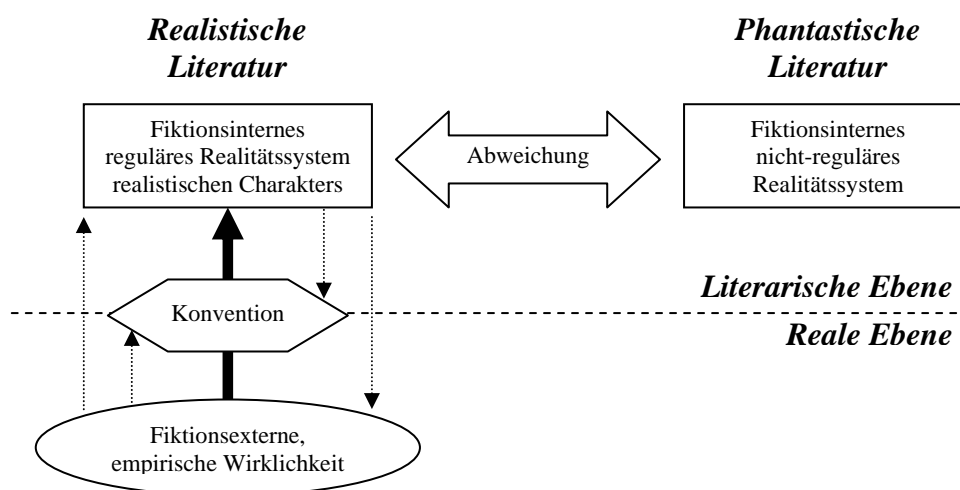 Realistische
Literatur
Phantastische
Literatur
Fiktionsinternes
reguläres Realitätssystem
realistischen Charakters
Abweichung
Fiktionsinternes
nicht-reguläres
Realitätssystem
Literarische Ebene
Konvention
Reale Ebene
Fiktionsexterne,
empirische Wirklichkeit